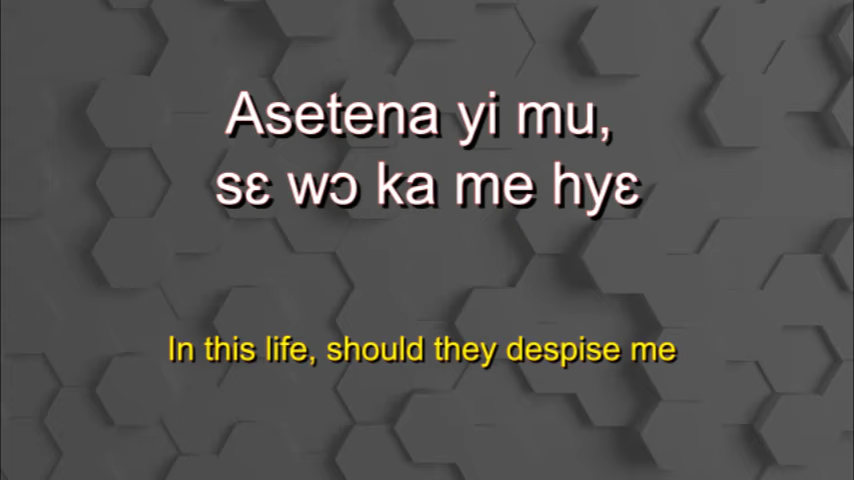 Asetena yi mu,
sɛ wɔ ka me hyɛ
In this life, should they despise me